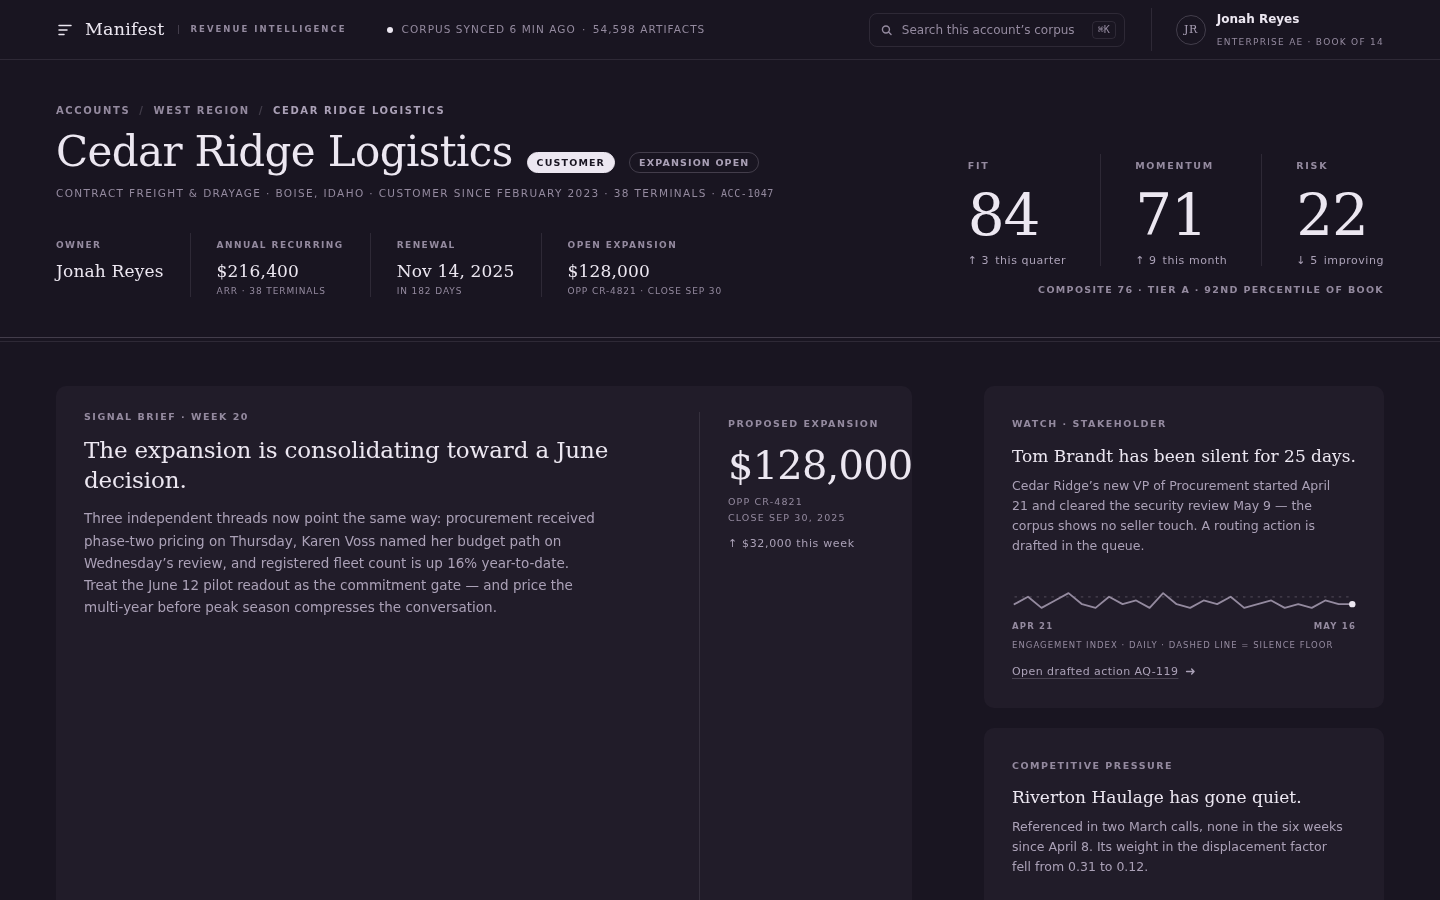 Manifest
REVENUE INTELLIGENCE
CORPUS SYNCED 6 MIN AGO · 54,598 ARTIFACTS
Search this account’s corpus
⌘K
JR
Jonah Reyes
ENTERPRISE AE · BOOK OF 14
ACCOUNTS / WEST REGION / CEDAR RIDGE LOGISTICS
Cedar Ridge Logistics
CUSTOMER
EXPANSION OPEN
CONTRACT FREIGHT & DRAYAGE · BOISE, IDAHO · CUSTOMER SINCE FEBRUARY 2023 · 38 TERMINALS · ACC-1047
OWNER
Jonah Reyes
ANNUAL RECURRING
$216,400
ARR · 38 TERMINALS
RENEWAL
Nov 14, 2025
IN 182 DAYS
OPEN EXPANSION
$128,000
OPP CR-4821 · CLOSE SEP 30
FIT
84
↑ 3 this quarter
MOMENTUM
71
↑ 9 this month
RISK
22
↓ 5 improving
COMPOSITE 76 · TIER A · 92ND PERCENTILE OF BOOK
SIGNAL BRIEF · WEEK 20
The expansion is consolidating toward a June
decision.
Three independent threads now point the same way: procurement received
phase-two pricing on Thursday, Karen Voss named her budget path on
Wednesday’s review, and registered fleet count is up 16% year-to-date.
Treat the June 12 pilot readout as the commitment gate — and price the
multi-year before peak season compresses the conversation.
PROPOSED EXPANSION
$128,000
OPP CR-4821
CLOSE SEP 30, 2025
↑ $32,000 this week
WATCH · STAKEHOLDER
Tom Brandt has been silent for 25 days.
Cedar Ridge’s new VP of Procurement started April
21 and cleared the security review May 9 — the
corpus shows no seller touch. A routing action is
drafted in the queue.
APR 21
MAY 16
ENGAGEMENT INDEX · DAILY · DASHED LINE = SILENCE FLOOR
Open drafted action AQ-119 →
COMPETITIVE PRESSURE
Riverton Haulage has gone quiet.
Referenced in two March calls, none in the six weeks
since April 8. Its weight in the displacement factor
fell from 0.31 to 0.12.